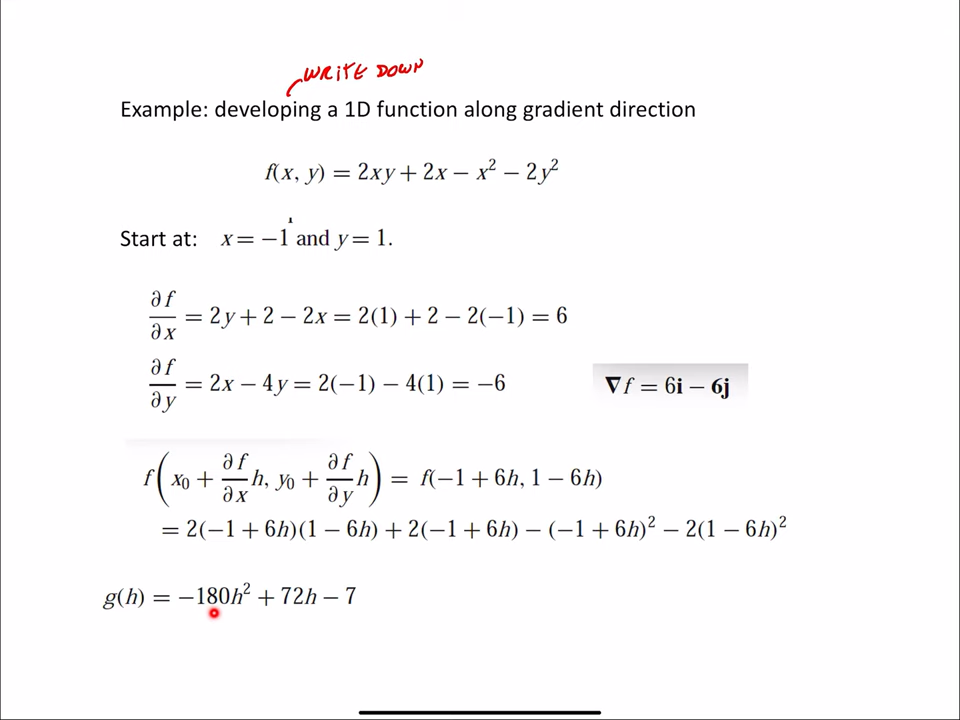 WRITE DOWN
Example: developing a 1D function along gradient direction
f(x, y) = 2xy + 2x − x² − 2y²
Start at: x = −1 and y = 1.
∂f/∂x = 2y + 2 − 2x = 2(1) + 2 − 2(−1) = 6
∂f/∂y = 2x − 4y = 2(−1) − 4(1) = −6
∇f = 6i − 6j
f(x₀ + ∂f/∂x h, y₀ + ∂f/∂y h) = f(−1 + 6h, 1 − 6h)
= 2(−1 + 6h)(1 − 6h) + 2(−1 + 6h) − (−1 + 6h)² − 2(1 − 6h)²
g(h) = −180h² + 72h − 7